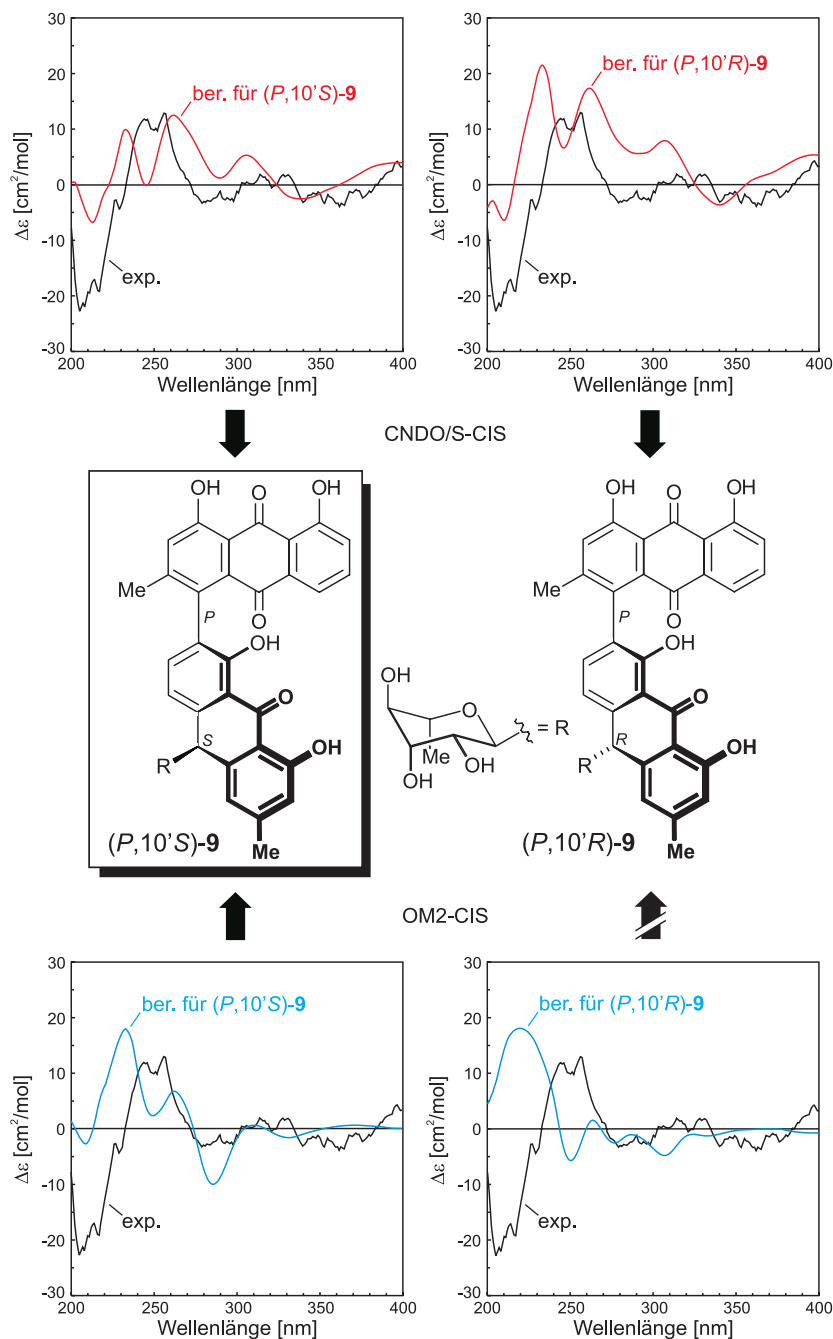 30
20
10
0
-10
-20
-30
Δε [cm²/mol]
ber. für (P,10'S)-9
exp.
200 250 300 350 400
Wellenlänge [nm]
30
20
10
0
-10
-20
-30
Δε [cm²/mol]
ber. für (P,10'R)-9
exp.
200 250 300 350 400
Wellenlänge [nm]
CNDO/S-CIS
OH O OH
Me
O
P
OH
O
OH
S
R
Me
(P,10'S)-9
OH
O
Me
OH
OH
= R
OH O OH
Me
O
P
OH
O
OH
R
R
Me
(P,10'R)-9
OM2-CIS
30
20
10
0
-10
-20
-30
Δε [cm²/mol]
ber. für (P,10'S)-9
exp.
200 250 300 350 400
Wellenlänge [nm]
30
20
10
0
-10
-20
-30
Δε [cm²/mol]
ber. für (P,10'R)-9
exp.
200 250 300 350 400
Wellenlänge [nm]